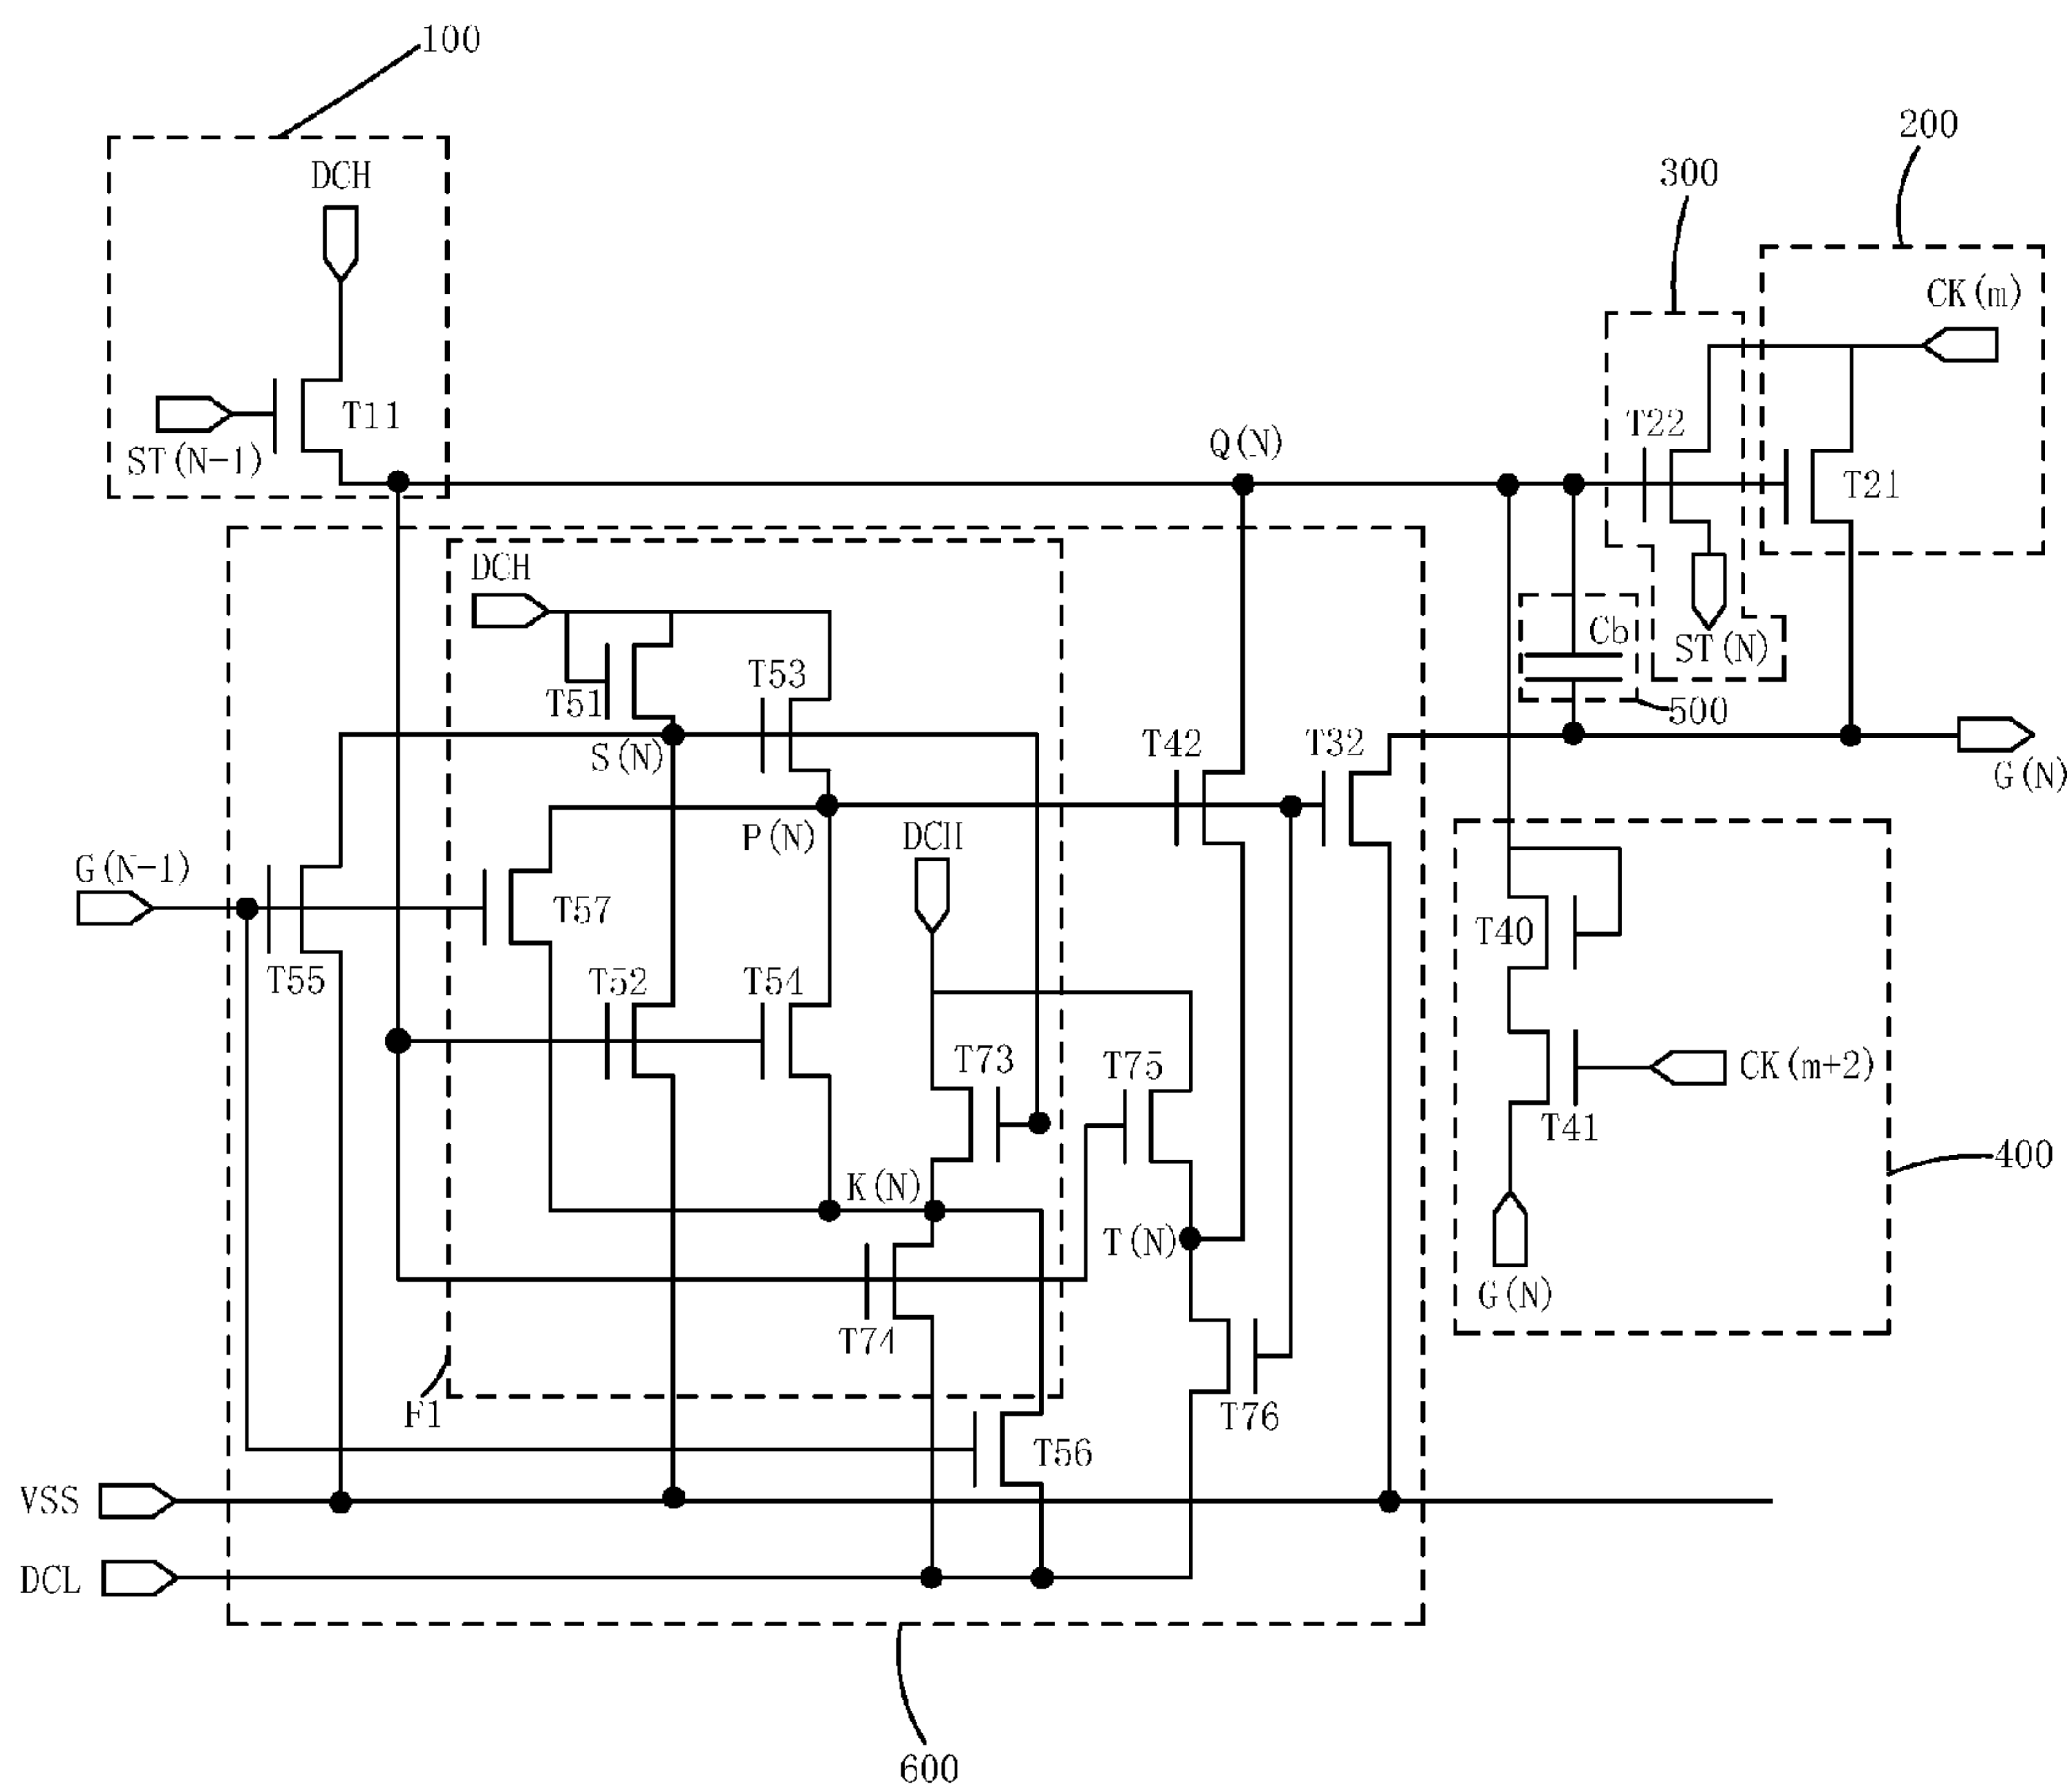 100
200
300
DCH
CK(m)
T11
T22
ST(N-1)
Q(N)
T21
DCH
Cb
ST(N)
T53
T51
500
S(N)
T42
T32
G(N)
P(N)
DCH
G(N-1)
T57
T40
T55
T52
T54
T73
T75
CK(m+2)
T41
400
K(N)
T(N)
G(N)
T74
F1
T76
T56
VSS
DCL
600